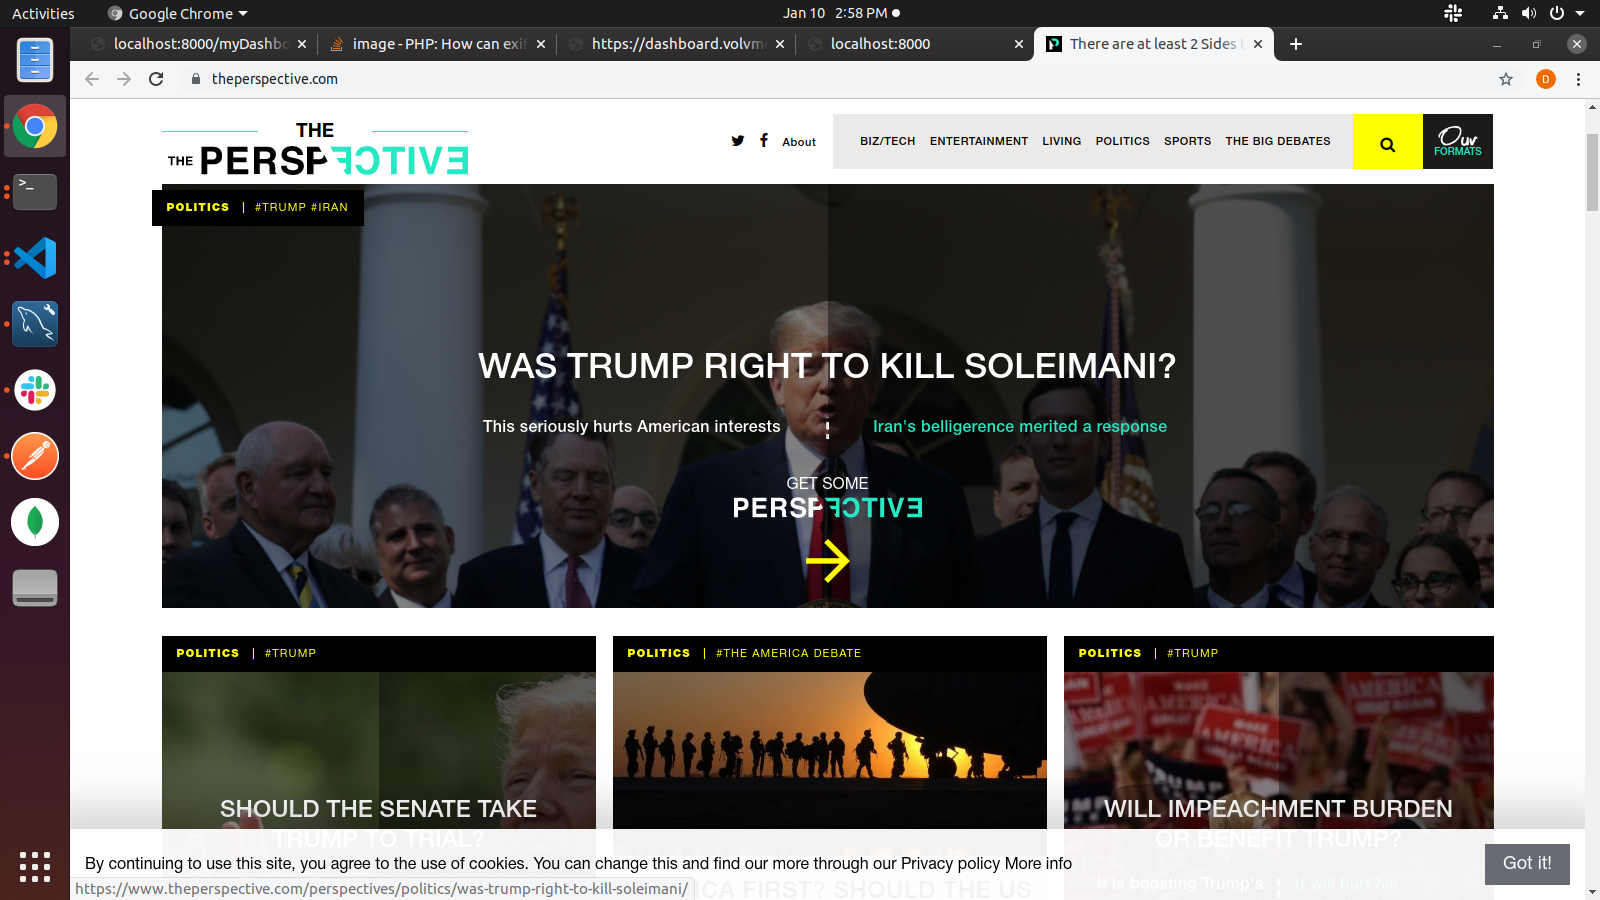 Activities
Google Chrome
Jan 10 2:58 PM
localhost:8000/myDashb
image - PHP: How can exif
https://dashboard.volvm
localhost:8000
There are at least 2 Sides t
theperspective.com
D
THE
THE PERSPECTIVE
About
BIZ/TECH
ENTERTAINMENT
LIVING
POLITICS
SPORTS
THE BIG DEBATES
Our
FORMATS
POLITICS | #TRUMP #IRAN
WAS TRUMP RIGHT TO KILL SOLEIMANI?
This seriously hurts American interests
Iran's belligerence merited a response
GET SOME
PERSPECTIVE
POLITICS | #TRUMP
SHOULD THE SENATE TAKE
TRUMP TO TRIAL?
POLITICS | #THE AMERICA DEBATE
ICA FIRST? SHOULD THE US
POLITICS | #TRUMP
WILL IMPEACHMENT BURDEN
OR BENEFIT TRUMP?
It is boosting Trump's
It will hurt his
By continuing to use this site, you agree to the use of cookies. You can change this and find our more through our Privacy policy More info
Got it!
https://www.theperspective.com/perspectives/politics/was-trump-right-to-kill-soleimani/